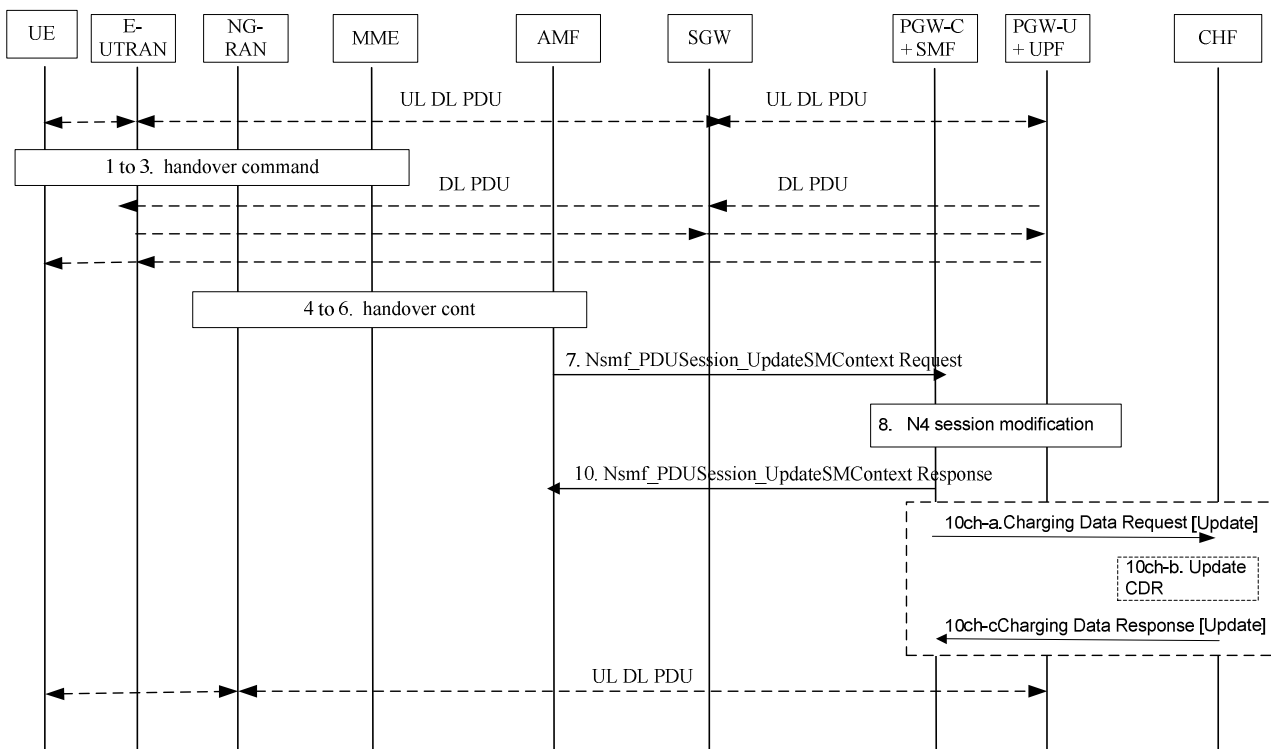 UE
E-
UTRAN
NG-
RAN
MME
AMF
SGW
PGW-C
+ SMF
PGW-U
+ UPF
CHF
UL DL PDU
UL DL PDU
1 to 3. handover command
DL PDU
DL PDU
4 to 6. handover cont
7. Nsmf_PDUSession_UpdateSMContext Request
8. N4 session modification
10. Nsmf_PDUSession_UpdateSMContext Response
10ch-a.Charging Data Request [Update]
10ch-b. Update
CDR
10ch-cCharging Data Response [Update]
UL DL PDU